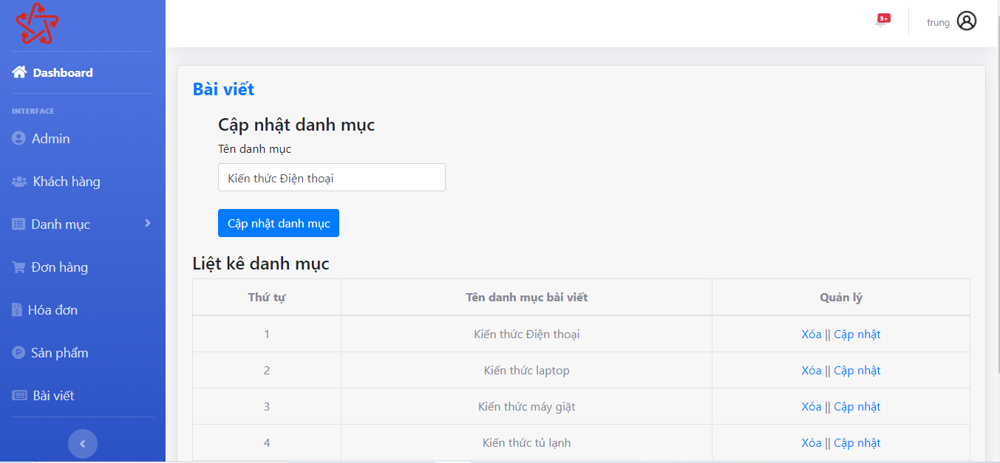 3+
trung
Dashboard
INTERFACE
Admin
Khách hàng
Danh mục
Đơn hàng
Hóa đơn
Sản phẩm
Bài viết
Bài viết
Cập nhật danh mục
Tên danh mục
Kiến thức Điện thoại
Cập nhật danh mục
Liệt kê danh mục
Thứ tự Tên danh mục bài viết Quản lý
1 Kiến thức Điện thoại Xóa || Cập nhật
2 Kiến thức laptop Xóa || Cập nhật
3 Kiến thức máy giặt Xóa || Cập nhật
4 Kiến thức tủ lạnh Xóa || Cập nhật